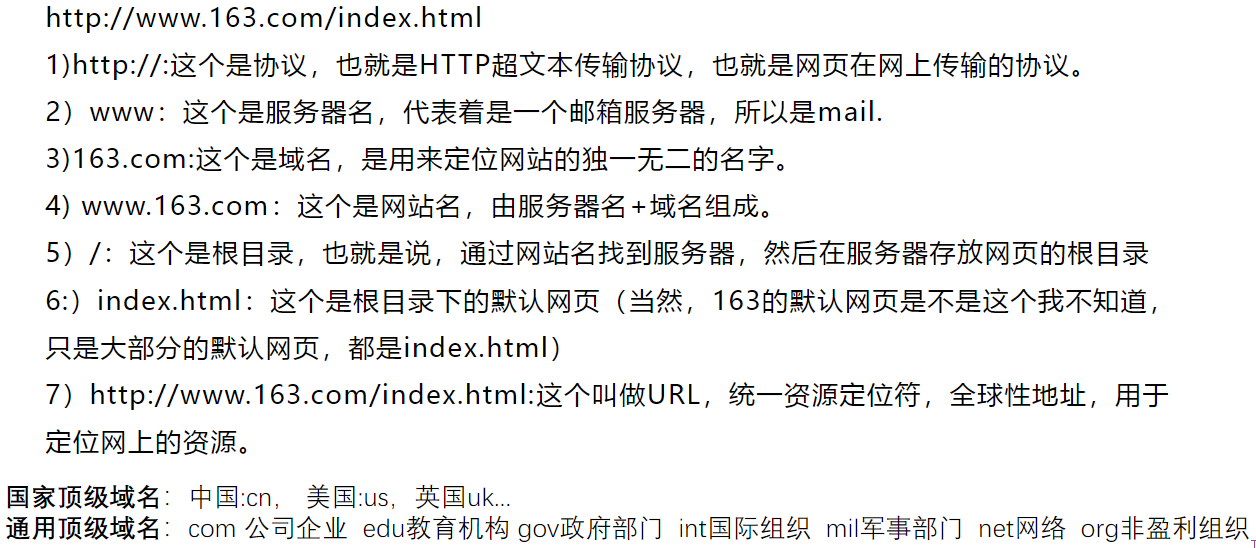 http://www.163.com/index.html
1)http://:这个是协议，也就是HTTP超文本传输协议，也就是网页在网上传输的协议。
2）www：这个是服务器名，代表着是一个邮箱服务器，所以是mail.
3)163.com:这个是域名，是用来定位网站的独一无二的名字。
4) www.163.com：这个是网站名，由服务器名+域名组成。
5）/：这个是根目录，也就是说，通过网站名找到服务器，然后在服务器存放网页的根目录
6:）index.html：这个是根目录下的默认网页（当然，163的默认网页是不是这个我不知道，
只是大部分的默认网页，都是index.html）
7）http://www.163.com/index.html:这个叫做URL，统一资源定位符，全球性地址，用于
定位网上的资源。
国家顶级域名：中国:cn， 美国:us，英国uk...
通用顶级域名：com 公司企业 edu教育机构 gov政府部门 int国际组织 mil军事部门 net网络 org非盈利组织